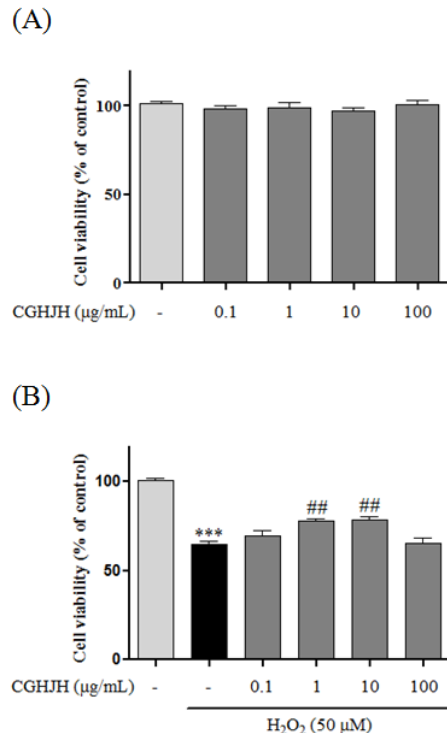 (A)
Cell viability (% of control)
100
50
0
CGHJH (μg/mL) - 0.1 1 10 100
(B)
Cell viability (% of control)
100
50
0
*** ## ##
CGHJH (μg/mL) - - 0.1 1 10 100
H₂O₂ (50 μM)